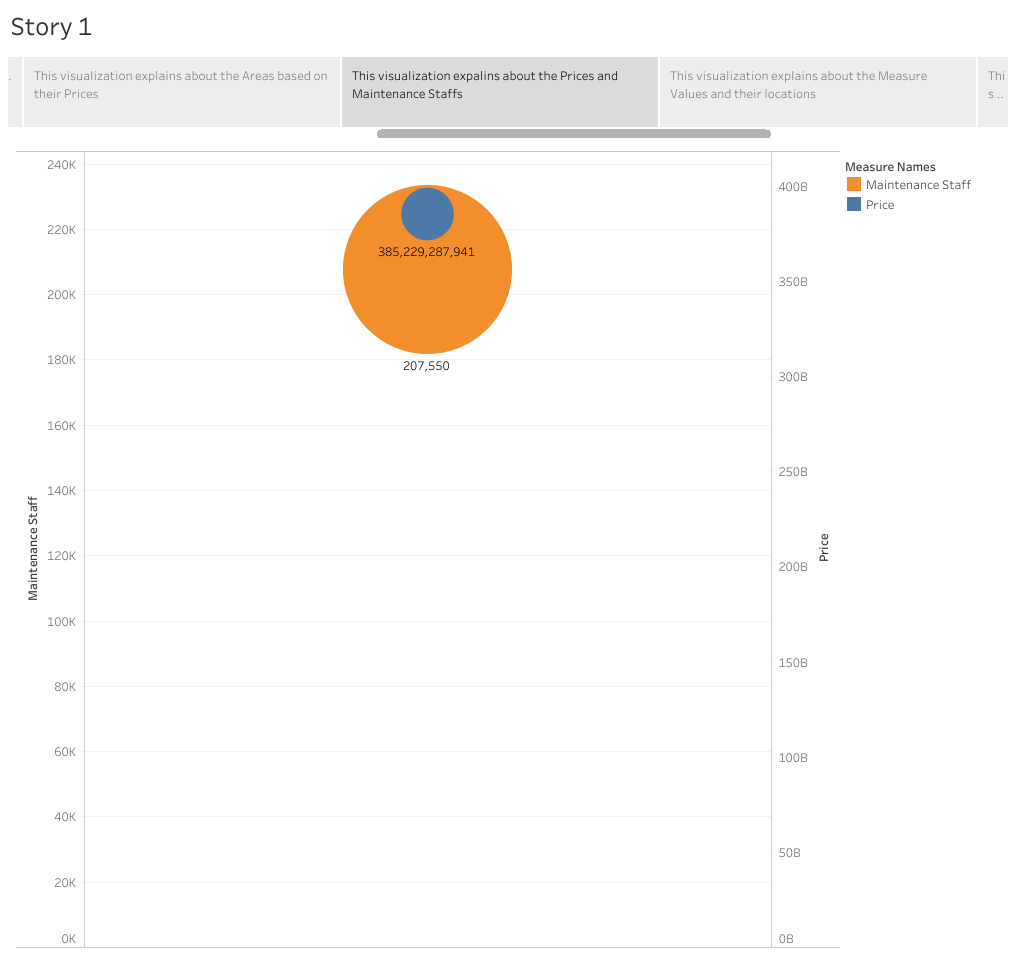 Story 1
.
This visualization explains about the Areas based on
their Prices
This visualization expalins about the Prices and
Maintenance Staffs
This visualization explains about the Measure
Values and their locations
Thi
s ..
240K
220K
200K
180K
160K
140K
120K
100K
80K
60K
40K
20K
0K
Maintenance Staff
385,229,287,941
207,550
400B
350B
300B
250B
200B
150B
100B
50B
0B
Price
Measure Names
Maintenance Staff
Price